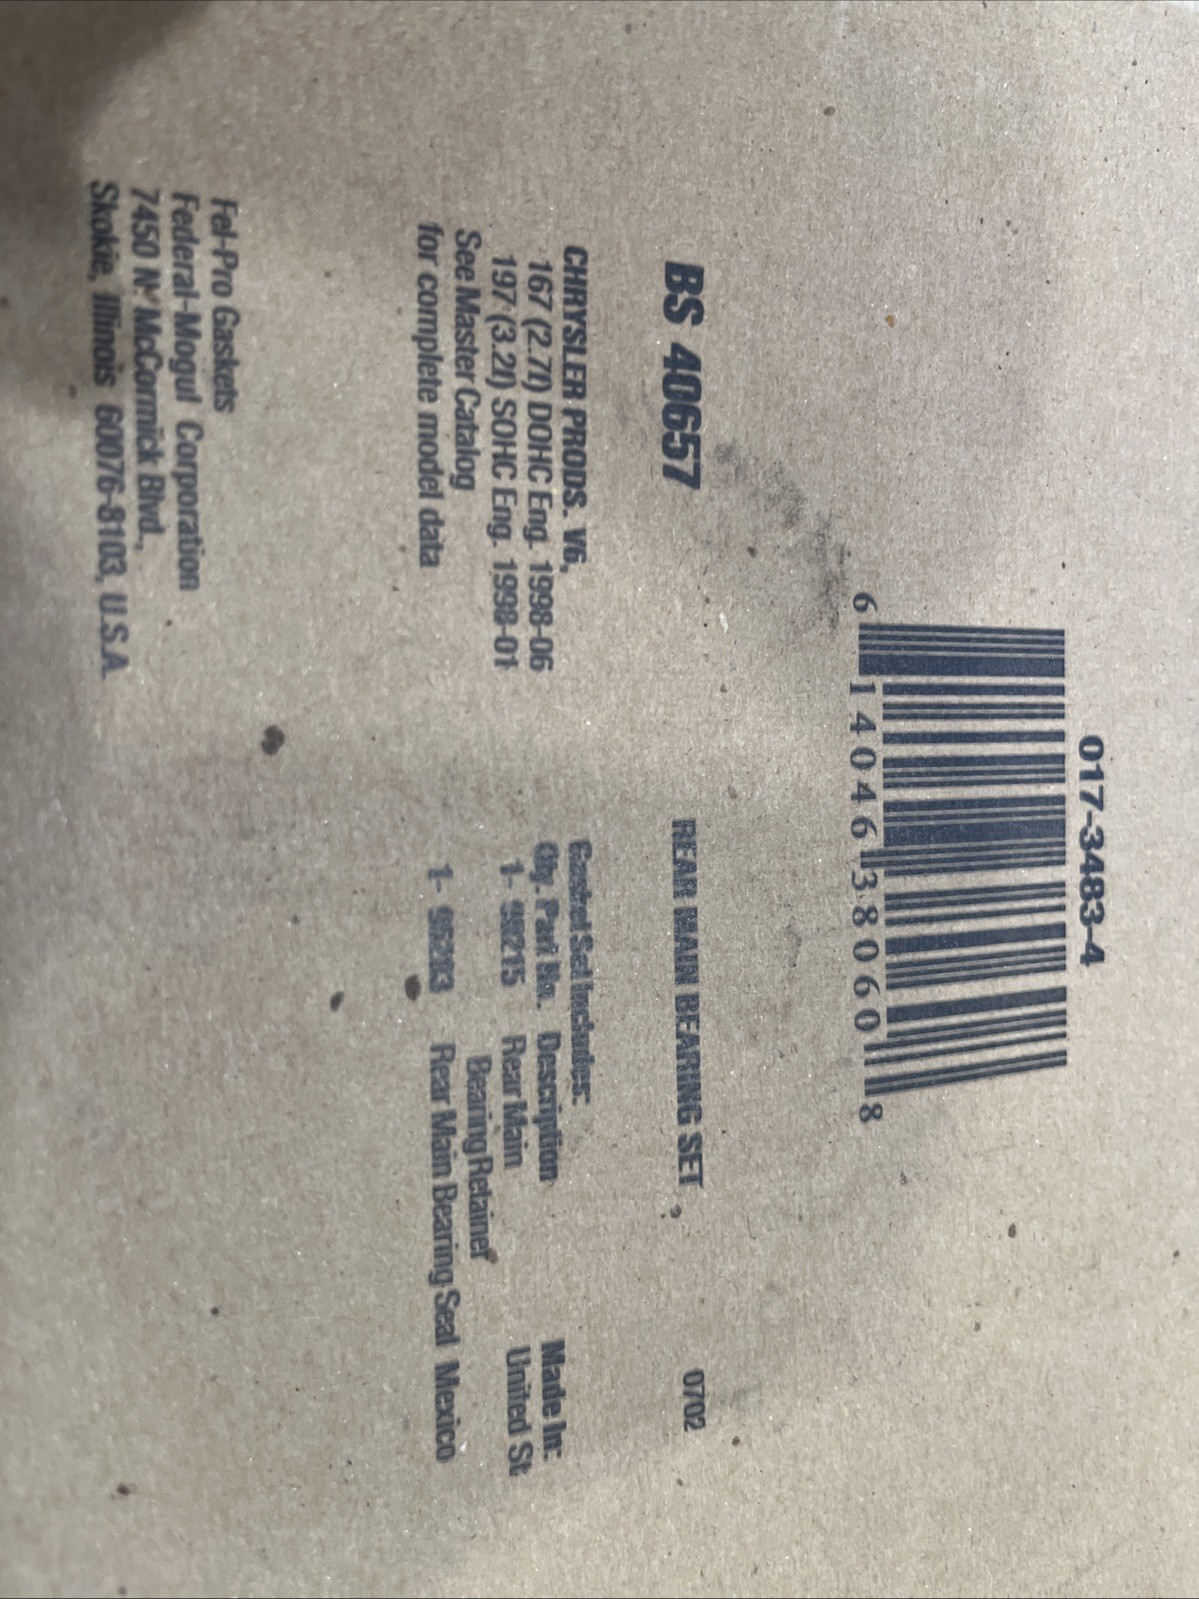 017-3483-4
6 14046 38060 8
BS 40657
REAR MAIN BEARING SET
0702
CHRYSLER PRODS. V6,
167 (2.7l) DOHC Eng. 1998-06
197 (3.2l) SOHC Eng. 1998-01
See Master Catalog
for complete model data
Gasket Set Includes:
Qty. Part No. Description Made In:
1- Rear Main United St
Bearing Retainer
1- Rear Main Bearing Seal Mexico
Fel-Pro Gaskets
Federal-Mogul Corporation
7450 N. McCormick Blvd.,
Skokie, Illinois 60076-8103, U.S.A.